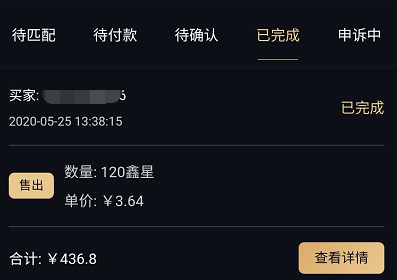 待匹配 待付款 待确认 已完成 申诉中
买家: 6
已完成
2020-05-25 13:38:15
售出
数量: 120鑫星
单价: ￥3.64
合计: ￥436.8
查看详情